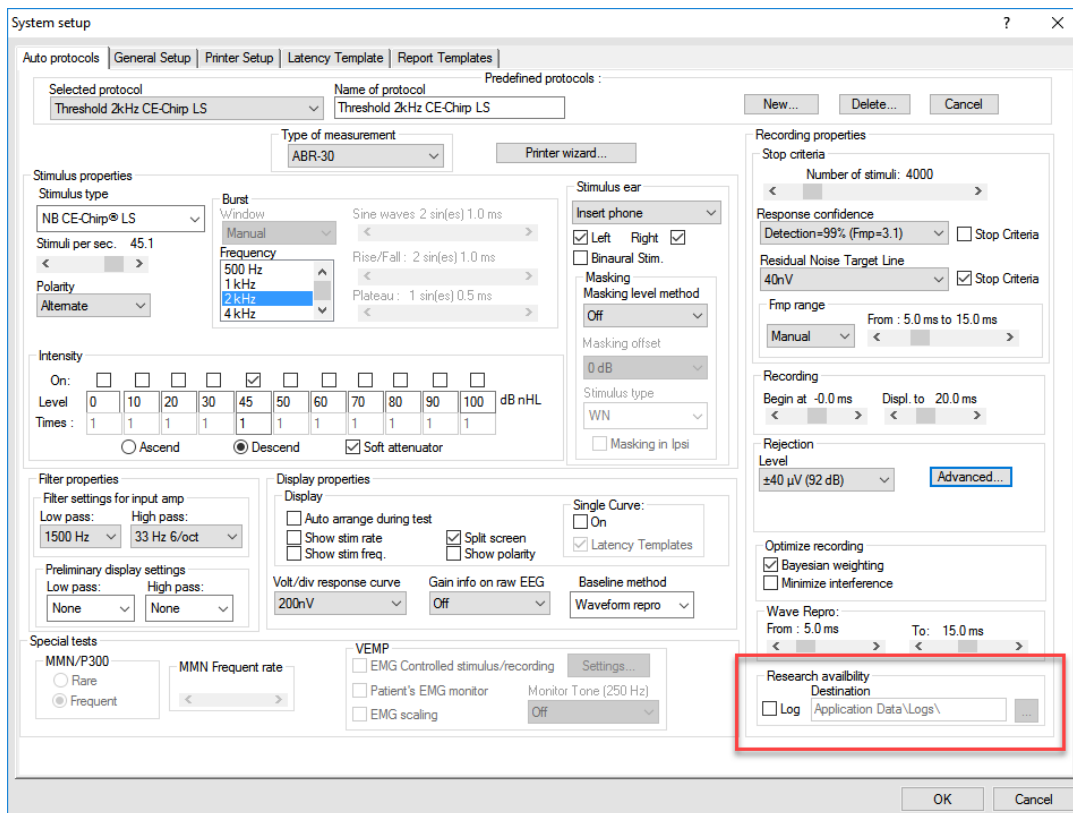 System setup
Auto protocols General Setup Printer Setup Latency Template Report Templates
Predefined protocols :
Selected protocol
Threshold 2kHz CE-Chirp LS
Name of protocol
Threshold 2kHz CE-Chirp LS
New... Delete... Cancel
Type of measurement
ABR-30
Printer wizard...
Stimulus properties
Stimulus type
NB CE-Chirp® LS
Stimuli per sec. 45.1
Polarity
Alternate
Burst
Window
Manual
Frequency
500 Hz
1 kHz
2 kHz
4 kHz
Sine waves 2 sin(es) 1.0 ms
Rise/Fall : 2 sin(es) 1.0 ms
Plateau : 1 sin(es) 0.5 ms
Intensity
On:
Level 0 10 20 30 45 50 60 70 80 90 100 dB nHL
Times : 1 1 1 1 1 1 1 1 1 1 1
Ascend Descend Soft attenuator
Stimulus ear
Insert phone
Left Right
Binaural Stim.
Masking
Masking level method
Off
Masking offset
0 dB
Stimulus type
WN
Masking in Ipsi
Recording properties
Stop criteria
Number of stimuli: 4000
Response confidence
Detection=99% (Fmp=3.1) Stop Criteria
Residual Noise Target Line
40nV Stop Criteria
Fmp range
Manual
From : 5.0 ms to 15.0 ms
Recording
Begin at -0.0 ms Displ. to 20.0 ms
Rejection
Level
±40 µV (92 dB) Advanced...
Optimize recording
Bayesian weighting
Minimize interference
Wave Repro:
From : 5.0 ms To: 15.0 ms
Research availbility
Destination
Log Application Data\Logs\ ...
Filter properties
Filter settings for input amp
Low pass: High pass:
1500 Hz 33 Hz 6/oct
Preliminary display settings
Low pass: High pass:
None None
Display properties
Display
Auto arrange during test
Show stim rate Split screen
Show stim freq. Show polarity
Single Curve:
On
Latency Templates
Volt/div response curve
200nV
Gain info on raw EEG
Off
Baseline method
Waveform repro
Special tests
MMN/P300
Rare
Frequent
MMN Frequent rate
VEMP
EMG Controlled stimulus/recording Settings...
Patient's EMG monitor Monitor Tone (250 Hz)
EMG scaling Off
OK Cancel